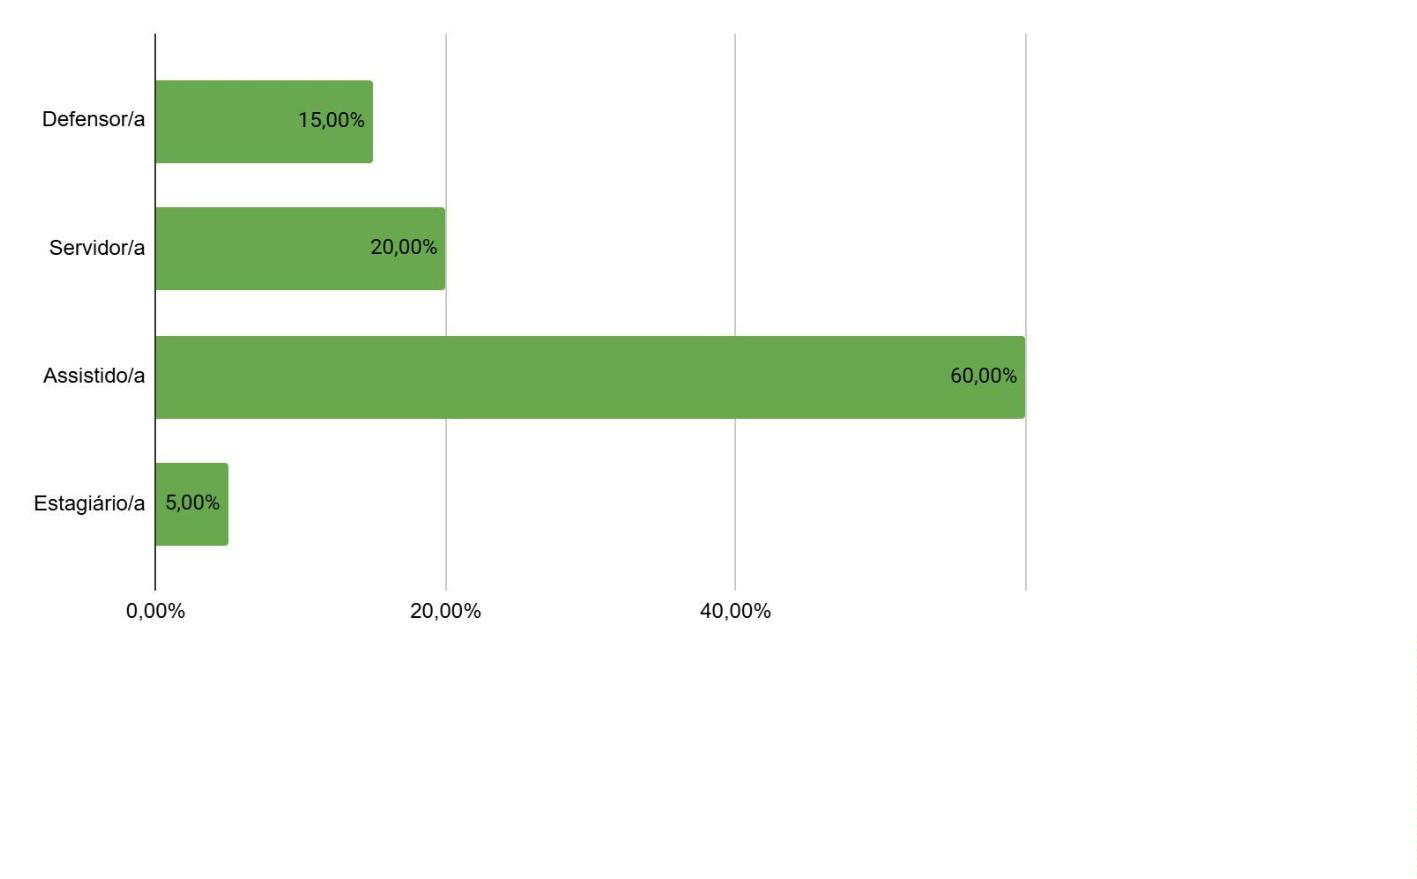 Defensor/a 15,00%
Servidor/a 20,00%
Assistido/a 60,00%
Estagiário/a 5,00%
0,00% 20,00% 40,00%